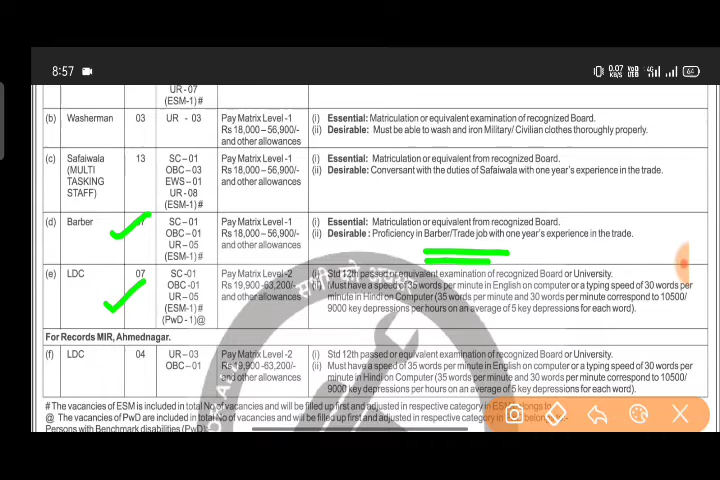 8:57 0.07 KB/S Vo) 4G 64
UR-07
(ESM-1)#
(b) Washerman 03 UR - 03 Pay Matrix Level-1 (i) Essential: Matriculation or equivalent examination of recognized Board.
Rs 18,000–56,900/- (ii) Desirable: Must be able to wash and iron Military/ Civilian clothes thoroughly properly.
and other allowances
(c) Safaiwala 13 SC–01 Pay Matrix Level-1 (i) Essential: Matriculation or equivalent from recognized Board.
(MULTI OBC–03 Rs 18,000–56,900/- (ii) Desirable: Conversant with the duties of Safaiwala with one year's experience in the trade.
TASKING EWS–01 and other allowances
STAFF) UR-08
(ESM-1)#
(d) Barber SC–01 Pay Matrix Level-1 (i) Essential: Matriculation or equivalent from recognized Board.
OBC–01 Rs 18,000–56,900/- (ii) Desirable : Proficiency in Barber/Trade job with one year's experience in the trade.
UR–05 and other allowances
(ESM-1)#
(e) LDC 07 SC-01 Pay Matrix Level-2 (i) Std 12th passed or equivalent examination of recognized Board or University.
OBC -01 Rs 19,900–63,200/- (ii) Must have a speed of 35 words per minute in English on computer or a typing speed of 30 words per
UR–05 and other allowances minute in Hindi on Computer (35 words per minute and 30 words per minute correspond to 10500/
(ESM-1)# 9000 key depressions per hours on an average of 5 key depressions for each word).
(PwD-1)@
For Records MIR, Ahmednagar.
(f) LDC 04 UR–03 Pay Matrix Level-2 (i) Std 12th passed or equivalent examination of recognized Board or University.
OBC–01 Rs 19,900–63,200/- (ii) Must have a speed of 35 words per minute in English on computer or a typing speed of 30 words per
and other allowances minute in Hindi on Computer (35 words per minute and 30 words per minute correspond to 10500/
9000 key depressions per hours on an average of 5 key depressions for each word).
# The vacancies of ESM is included in total No of vacancies and will be filled up first and adjusted in respective category in ESM belongs to
@ The vacancies of PwD are included in total No of vacancies and will be filled up first and adjusted in respective category
Persons with Benchmark disabilities (PwD)